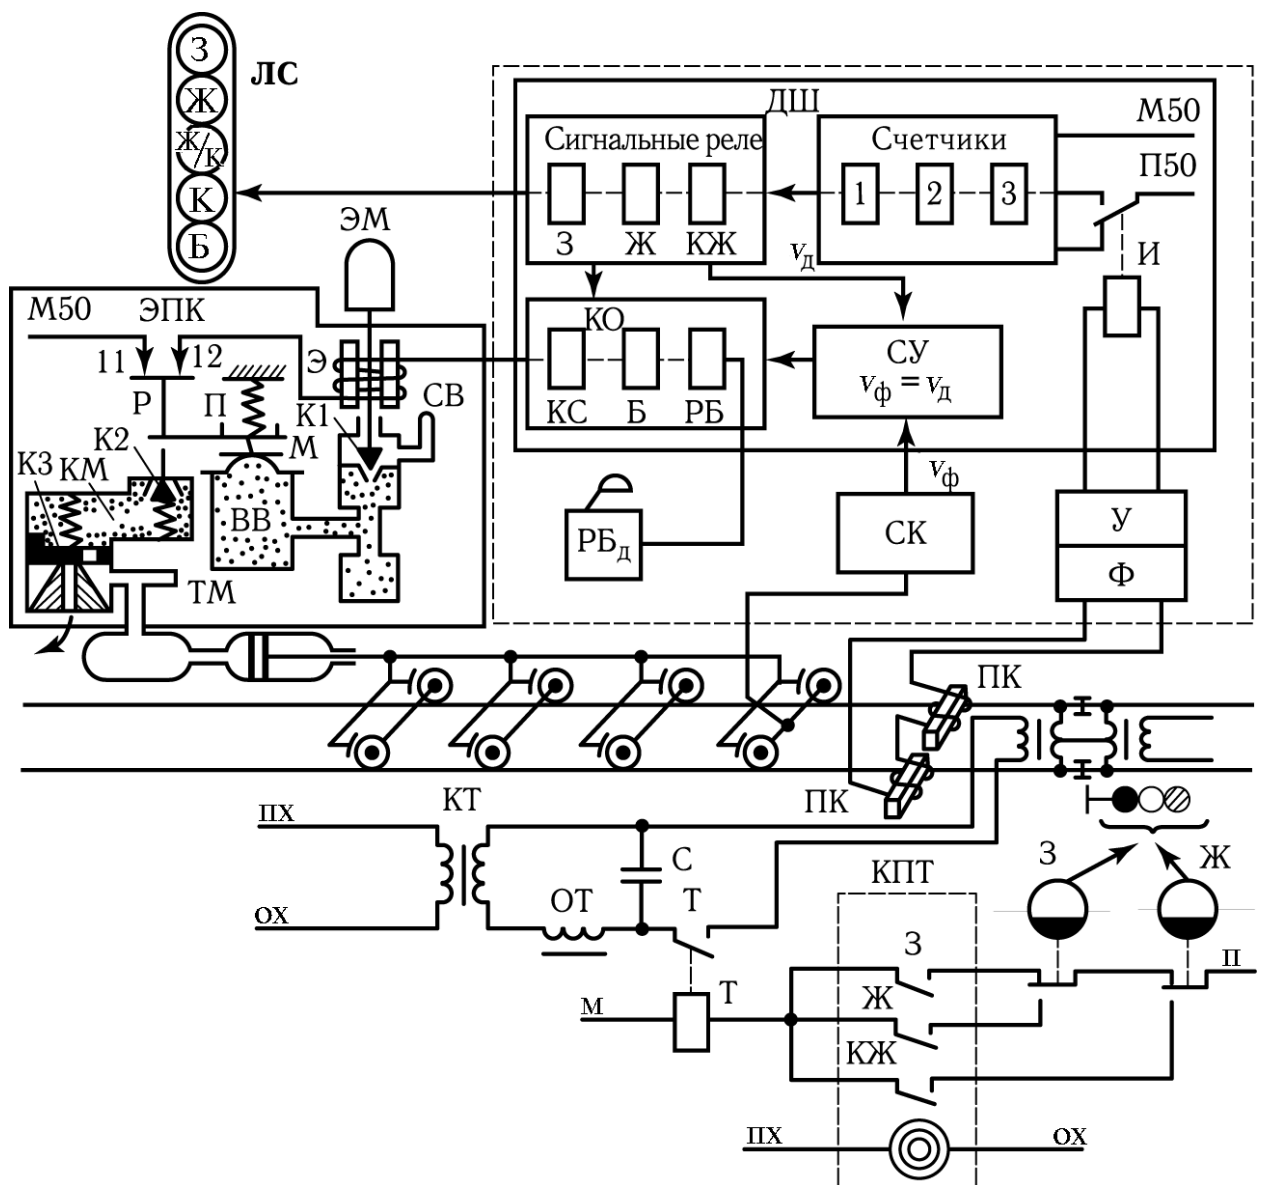 З
Ж
Ж/К
К
Б
ЛС
ДШ
М50
П50
Сигнальные реле
Счетчики
1
2
3
З
Ж
КЖ
vд
И
ЭМ
М50
ЭПК
11
12
Э
Р
П
К1
СВ
К2
М
К3
КМ
ВВ
ТМ
КО
КС
Б
РБ
СУ
vф = vд
vф
РБд
СК
У
Ф
ПК
ПК
ПХ
КТ
ОХ
ОТ
С
Т
Т
М
КПТ
З
Ж
З
Ж
КЖ
П
ПХ
ОХ